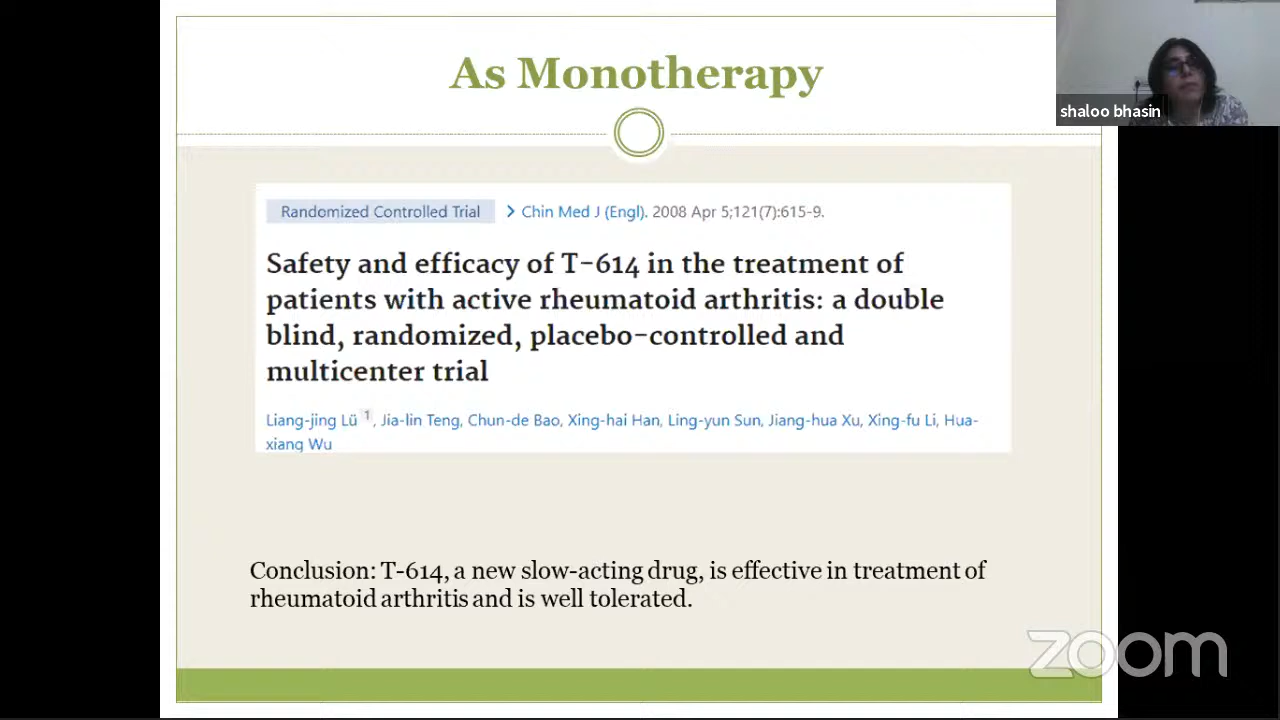 As Monotherapy
shaloo bhasin
Randomized Controlled Trial > Chin Med J (Engl). 2008 Apr 5;121(7):615-9.
Safety and efficacy of T-614 in the treatment of
patients with active rheumatoid arthritis: a double
blind, randomized, placebo-controlled and
multicenter trial
Liang-jing Lü 1, Jia-lin Teng, Chun-de Bao, Xing-hai Han, Ling-yun Sun, Jiang-hua Xu, Xing-fu Li, Hua-
xiang Wu
Conclusion: T-614, a new slow-acting drug, is effective in treatment of
rheumatoid arthritis and is well tolerated.
zoom